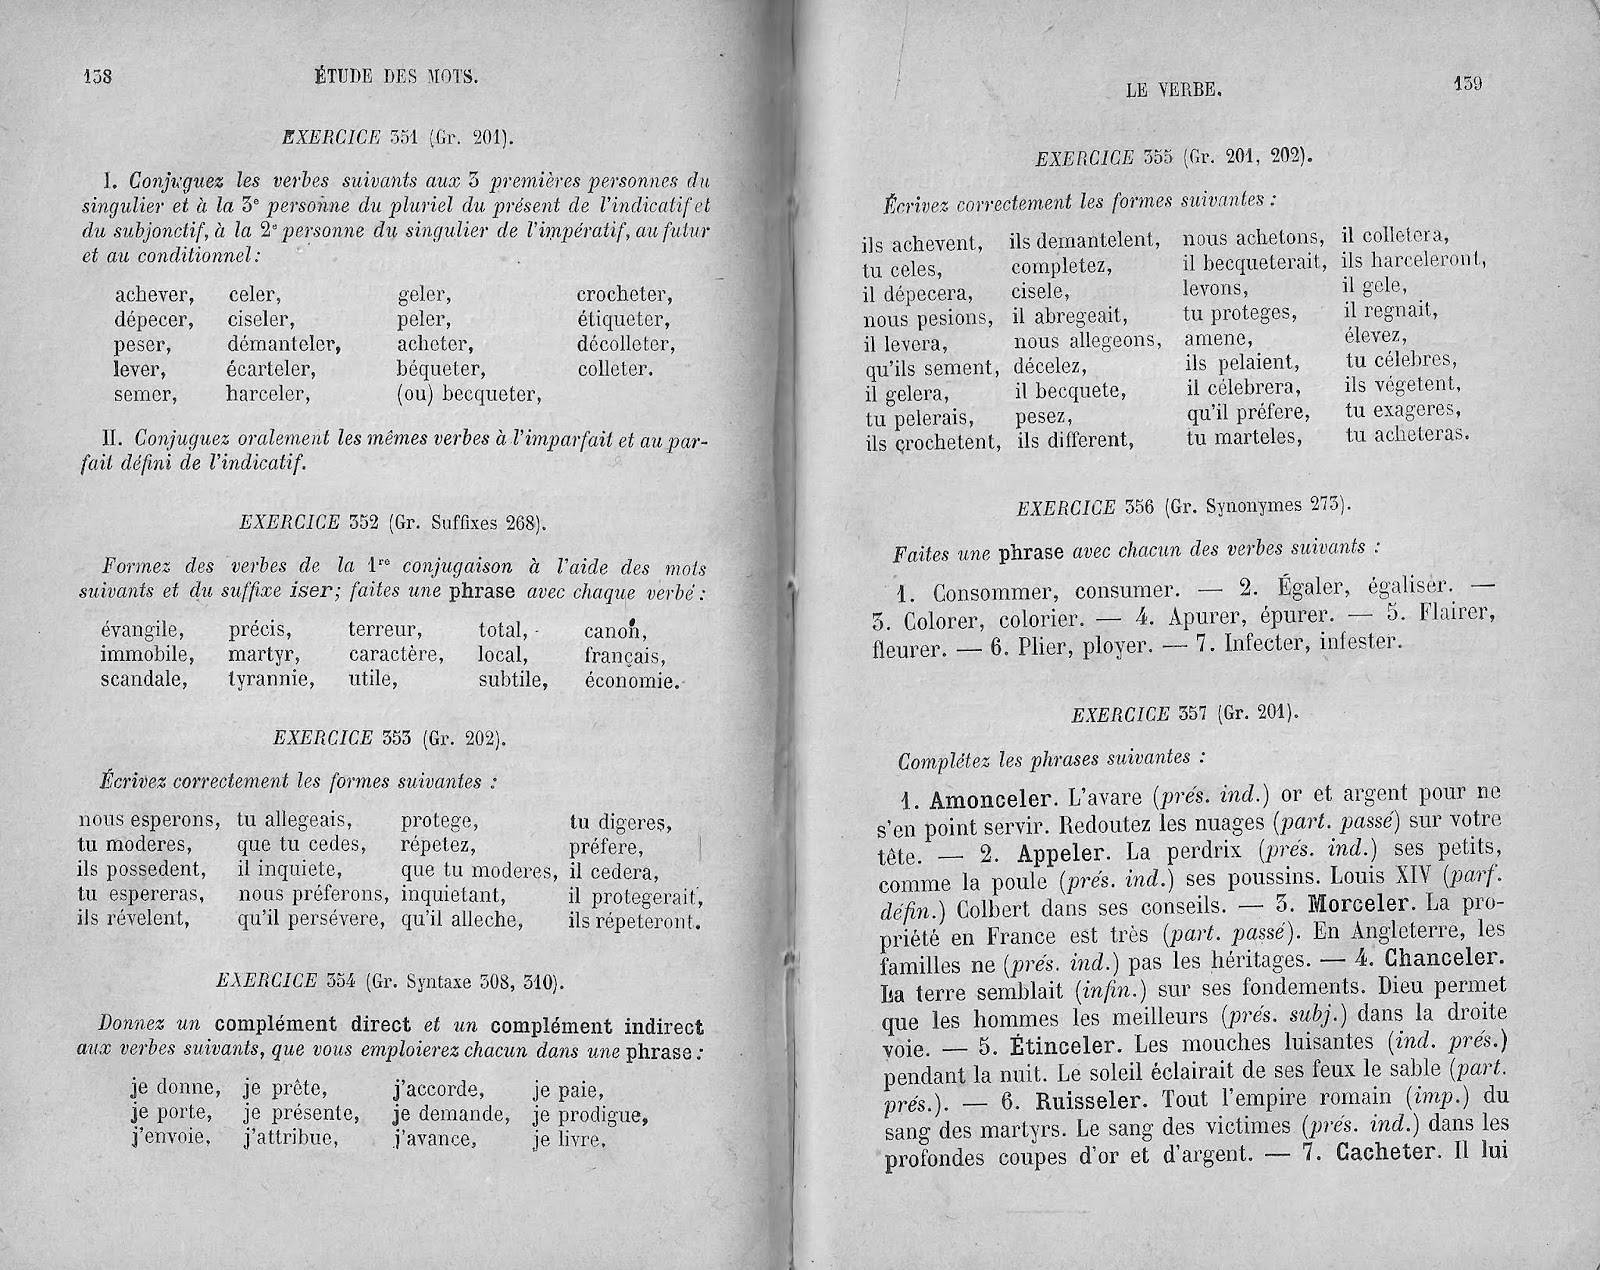 138
ÉTUDE DES MOTS.
EXERCICE 351 (Gr. 201).
I. Conjuguez les verbes suivants aux 3 premières personnes du
singulier et à la 3e personne du pluriel du présent de l'indicatif et
du subjonctif, à la 2e personne du singulier de l'impératif, au futur
et au conditionnel :
achever, celer, geler, crocheter,
dépecer, ciseler, peler, étiqueter,
peser, démanteler, acheter, décolleter,
lever, écarteler, béqueter, colleter.
semer, harceler, (ou) becqueter,
II. Conjuguez oralement les mêmes verbes à l'imparfait et au par-
fait défini de l'indicatif.
EXERCICE 352 (Gr. Suffixes 268).
Formez des verbes de la 1re conjugaison à l'aide des mots
suivants et du suffixe iser; faites une phrase avec chaque verbe :
évangile, précis, terreur, total, canon,
immobile, martyr, caractère, local, français,
scandale, tyrannie, utile, subtile, économie.
EXERCICE 353 (Gr. 202).
Écrivez correctement les formes suivantes :
nous esperons, tu allegeais, protege, tu digeres,
tu moderes, que tu cedes, répetez, préfere,
ils possedent, il inquiete, que tu moderes, il cedera,
tu espereras, nous préferons, inquietant, il protegerait,
ils révelent, qu'il persévere, qu'il alleche, ils répeteront.
EXERCICE 354 (Gr. Syntaxe 308, 310).
Donnez un complément direct et un complément indirect
aux verbes suivants, que vous emploierez chacun dans une phrase :
je donne, je prête, j'accorde, je paie,
je porte, je présente, je demande, je prodigue,
j'envoie, j'attribue, j'avance, je livre.
LE VERBE.
139
EXERCICE 355 (Gr. 201, 202).
Écrivez correctement les formes suivantes :
ils achevent, ils demantelent, nous achetons, il colletera,
tu celes, completez, il becqueterait, ils harceleront,
il dépecera, cisele, levons, il gele,
nous pesions, il abregeait, tu proteges, il regnait,
il levera, nous allegeons, amene, élevez,
qu'ils sement, décelez, ils pelaient, tu célebres,
il gelera, il becquete, il célebrera, ils végetent,
tu pelerais, pesez, qu'il préfere, tu exageres,
ils crochetent, ils different, tu marteles, tu acheteras.
EXERCICE 356 (Gr. Synonymes 273).
Faites une phrase avec chacun des verbes suivants :
1. Consommer, consumer. — 2. Égaler, égaliser. —
3. Colorer, colorier. — 4. Apurer, épurer. — 5. Flairer,
fleurer. — 6. Plier, ployer. — 7. Infecter, infester.
EXERCICE 357 (Gr. 201).
Complétez les phrases suivantes :
1. Amonceler. L'avare (prés. ind.) or et argent pour ne
s'en point servir. Redoutez les nuages (part. passé) sur votre
tête. — 2. Appeler. La perdrix (prés. ind.) ses petits,
comme la poule (prés. ind.) ses poussins. Louis XIV (parf.
défin.) Colbert dans ses conseils. — 3. Morceler. La pro-
priété en France est très (part. passé). En Angleterre, les
familles ne (prés. ind.) pas les héritages. — 4. Chanceler.
La terre semblait (infin.) sur ses fondements. Dieu permet
que les hommes les meilleurs (prés. subj.) dans la droite
voie. — 5. Étinceler. Les mouches luisantes (ind. prés.)
pendant la nuit. Le soleil éclairait de ses feux le sable (part.
prés.). — 6. Ruisseler. Tout l'empire romain (imp.) du
sang des martyrs. Le sang des victimes (prés. ind.) dans les
profondes coupes d'or et d'argent. — 7. Cacheter. Il lui